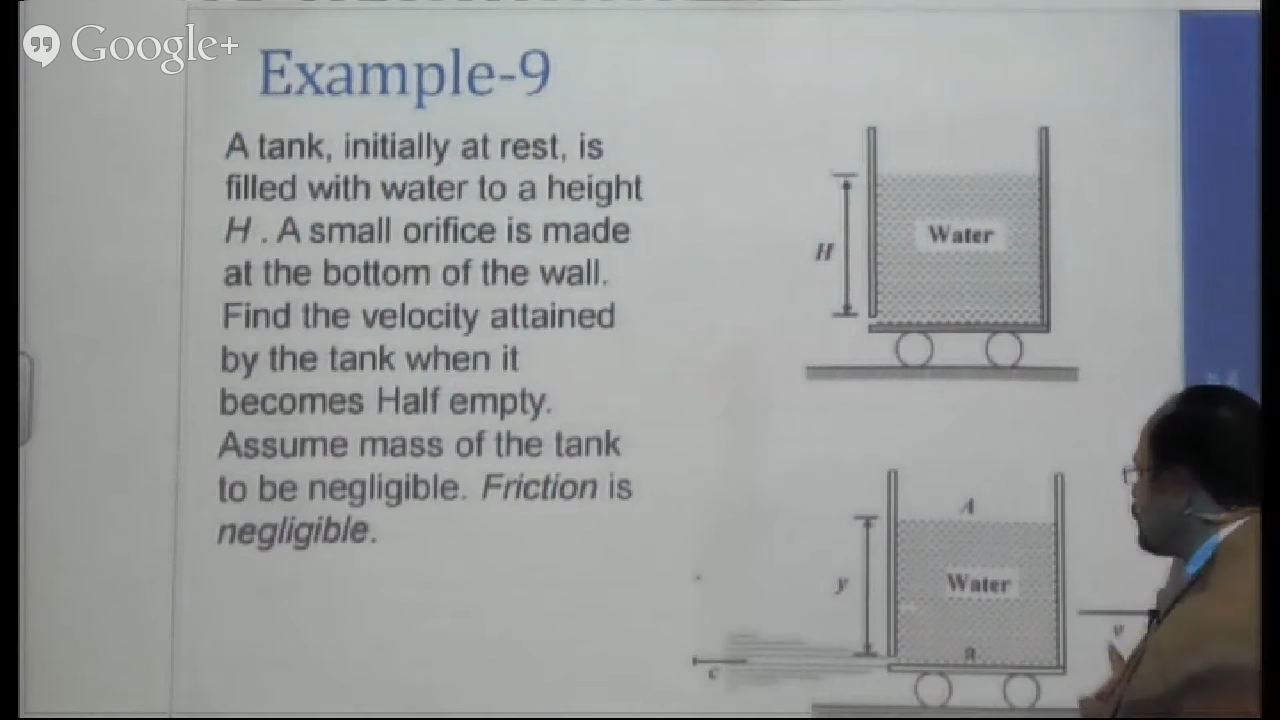 Google+
Example-9
A tank, initially at rest, is
filled with water to a height
H . A small orifice is made
at the bottom of the wall.
Find the velocity attained
by the tank when it
becomes Half empty.
Assume mass of the tank
to be negligible. Friction is
negligible.
Water
H
A
y
Water
B
v
c